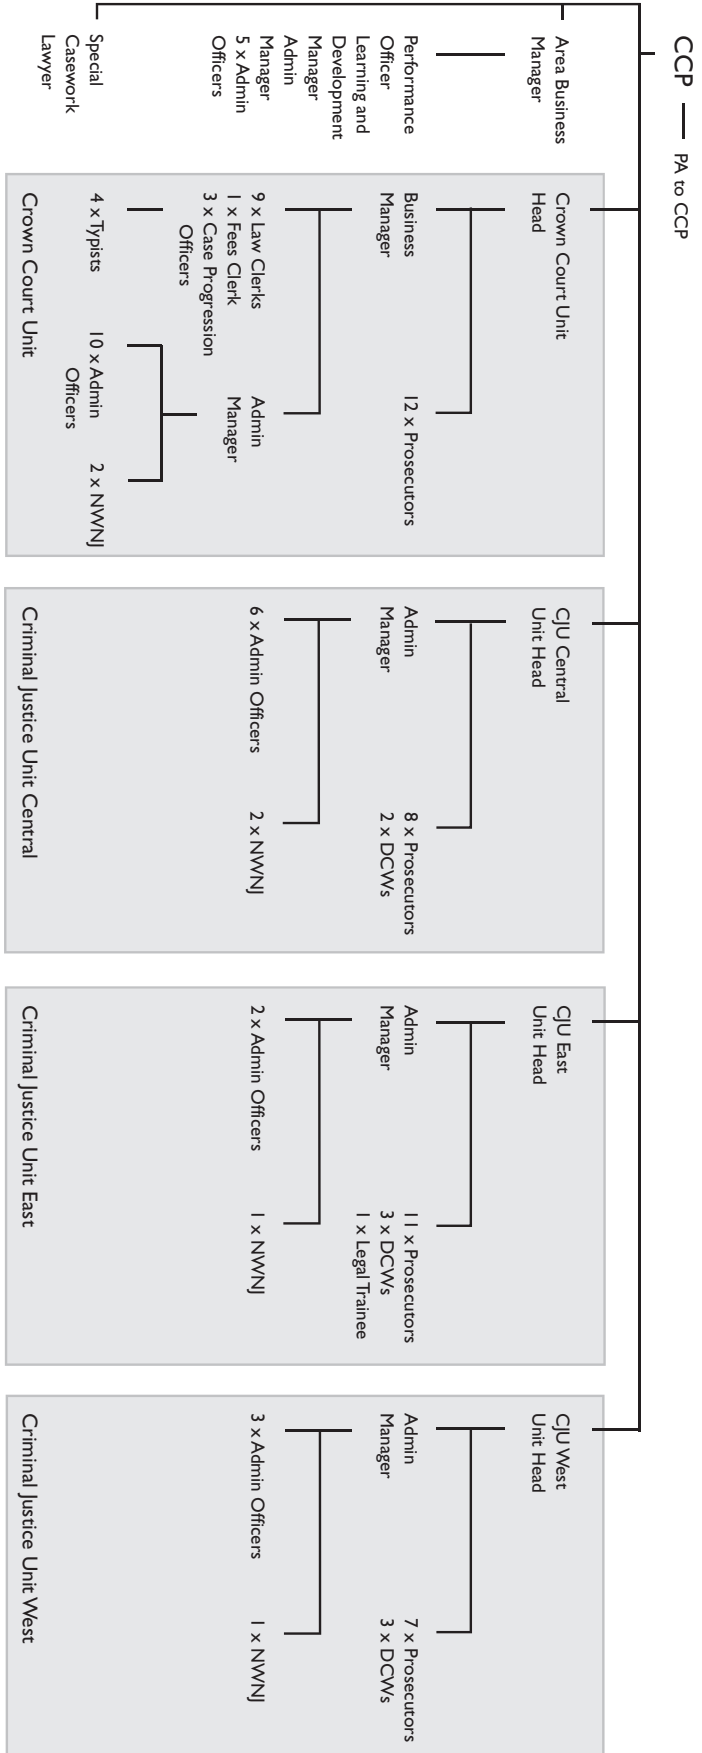 CCP
PA to CCP
Area Business
Manager
Performance
Officer
Learning and
Development
Manager
Admin
Manager
5 x Admin
Officers
Special
Casework
Lawyer
Crown Court Unit
Head
Business
Manager
12 x Prosecutors
9 x Law Clerks
1 x Fees Clerk
3 x Case Progression
Officers
Admin
Manager
4 x Typists
10 x Admin
Officers
2 x NWNJ
Crown Court Unit
CJU Central
Unit Head
Admin
Manager
8 x Prosecutors
2 x DCWs
6 x Admin Officers
2 x NWNJ
Criminal Justice Unit Central
CJU East
Unit Head
Admin
Manager
11 x Prosecutors
3 x DCWs
1 x Legal Trainee
2 x Admin Officers
1 x NWNJ
Criminal Justice Unit East
CJU West
Unit Head
Admin
Manager
7 x Prosecutors
3 x DCWs
3 x Admin Officers
1 x NWNJ
Criminal Justice Unit West